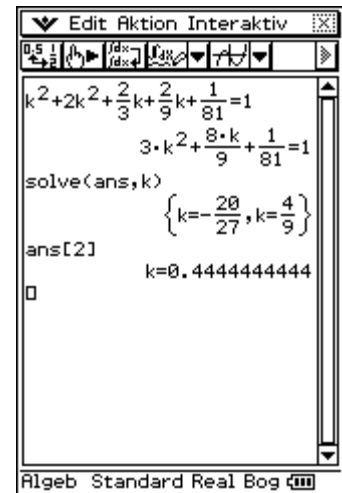 Edit Aktion Interaktiv
k²+2k²+2/3k+2/9k+1/81=1
3·k²+8·k/9+1/81=1
solve(ans,k)
{k=-20/27,k=4/9}
ans[2]
k=0.4444444444
Algeb Standard Real Bog